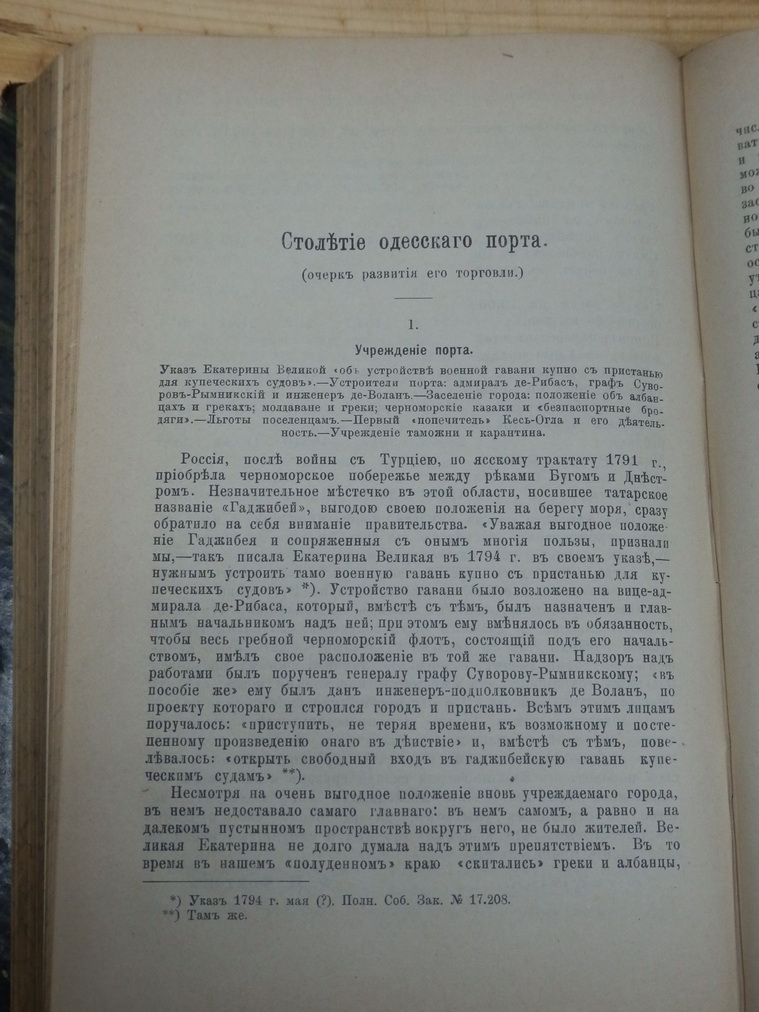 Столѣтіе одесскаго порта.
(очеркъ развитія его торговли.)
1.
Учрежденіе порта.
Указъ Екатерины Великой «объ устройствѣ военной гавани купно съ пристанью
для купеческихъ судовъ».—Устроители порта: адмиралъ де-Рибасъ, графъ Суво-
ровъ-Рымникскій и инженеръ де-Воланъ.—Заселеніе города: положеніе объ албан-
цахъ и грекахъ; молдаване и греки; черноморскіе казаки и «безпаспортные бро-
дяги».—Льготы поселенцамъ.—Первый «попечитель» Кесь-Огла и его дѣятель-
ность.—Учрежденіе таможни и карантина.
Россія, послѣ войны съ Турціею, по ясскому трактату 1791 г.,
пріобрѣла черноморское побережье между рѣками Бугомъ и Днѣст-
ромъ. Незначительное мѣстечко въ этой области, носившее татарское
названіе «Гаджибей», выгодою своею положенія на берегу моря, сразу
обратило на себя вниманіе правительства. «Уважая выгодное положе-
ніе Гаджибея и сопряженныя съ онымъ многія пользы, признали
мы,—такъ писала Екатерина Великая въ 1794 г. въ своемъ указѣ,—
нужнымъ устроить тамо военную гавань купно съ пристанью для ку-
печескихъ судовъ» *). Устройство гавани было возложено на вице-ад-
мирала де-Рибаса, который, вмѣстѣ съ тѣмъ, былъ назначенъ и глав-
нымъ начальникомъ надъ ней; при этомъ ему вмѣнялось въ обязанность,
чтобы весь гребной черноморскій флотъ, состоящій подъ его началь-
ствомъ, имѣлъ свое расположеніе въ той же гавани. Надзоръ надъ
работами былъ порученъ генералу графу Суворову-Рымникскому; «въ
пособіе же» ему былъ данъ инженеръ-подполковникъ де Воланъ, по
проекту котораго и строился городъ и пристань. Всѣмъ этимъ лицамъ
поручалось: «приступить, не теряя времени, къ возможному и посте-
пенному произведенію онаго въ дѣйствіе» и, вмѣстѣ съ тѣмъ, пове-
лѣвалось: «открыть свободный входъ въ гаджибейскую гавань купе-
ческимъ судамъ» **).
Несмотря на очень выгодное положеніе вновь учреждаемаго города,
въ немъ недоставало самаго главнаго: въ немъ самомъ, а равно и на
далекомъ пустынномъ пространствѣ вокругъ него, не было жителей. Ве-
ликая Екатерина не долго думала надъ этимъ препятствіемъ. Въ то
время въ нашемъ «полуденномъ» краю «скитались» греки и албанцы,
*) Указъ 1794 г. мая (?). Полн. Соб. Зак. № 17.208.
**) Тамъ же.